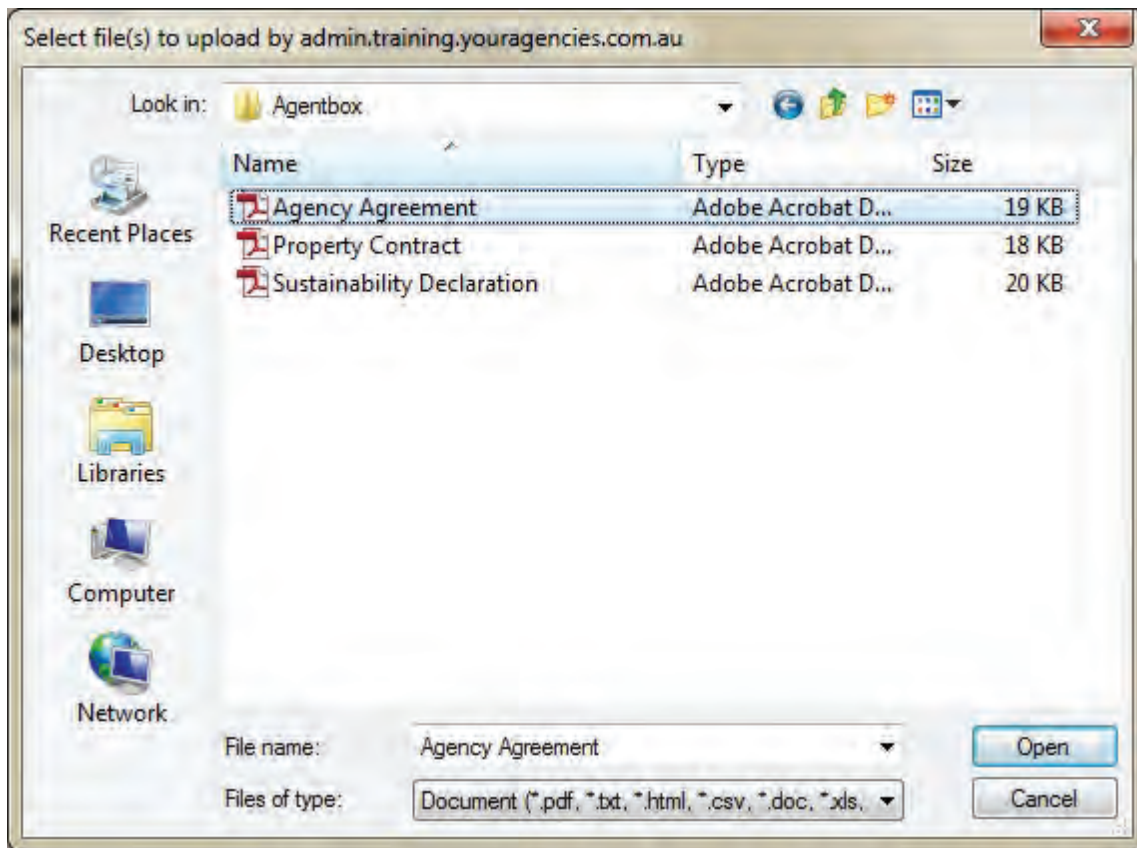 Select file(s) to upload by admin.training.youragencies.com.au
Look in: Agentbox
Name Type Size
Agency Agreement Adobe Acrobat D... 19 KB
Property Contract Adobe Acrobat D... 18 KB
Sustainability Declaration Adobe Acrobat D... 20 KB
Recent Places
Desktop
Libraries
Computer
Network
File name: Agency Agreement Open
Files of type: Document (*.pdf, *.txt, *.html, *.csv, *.doc, *.xls, Cancel